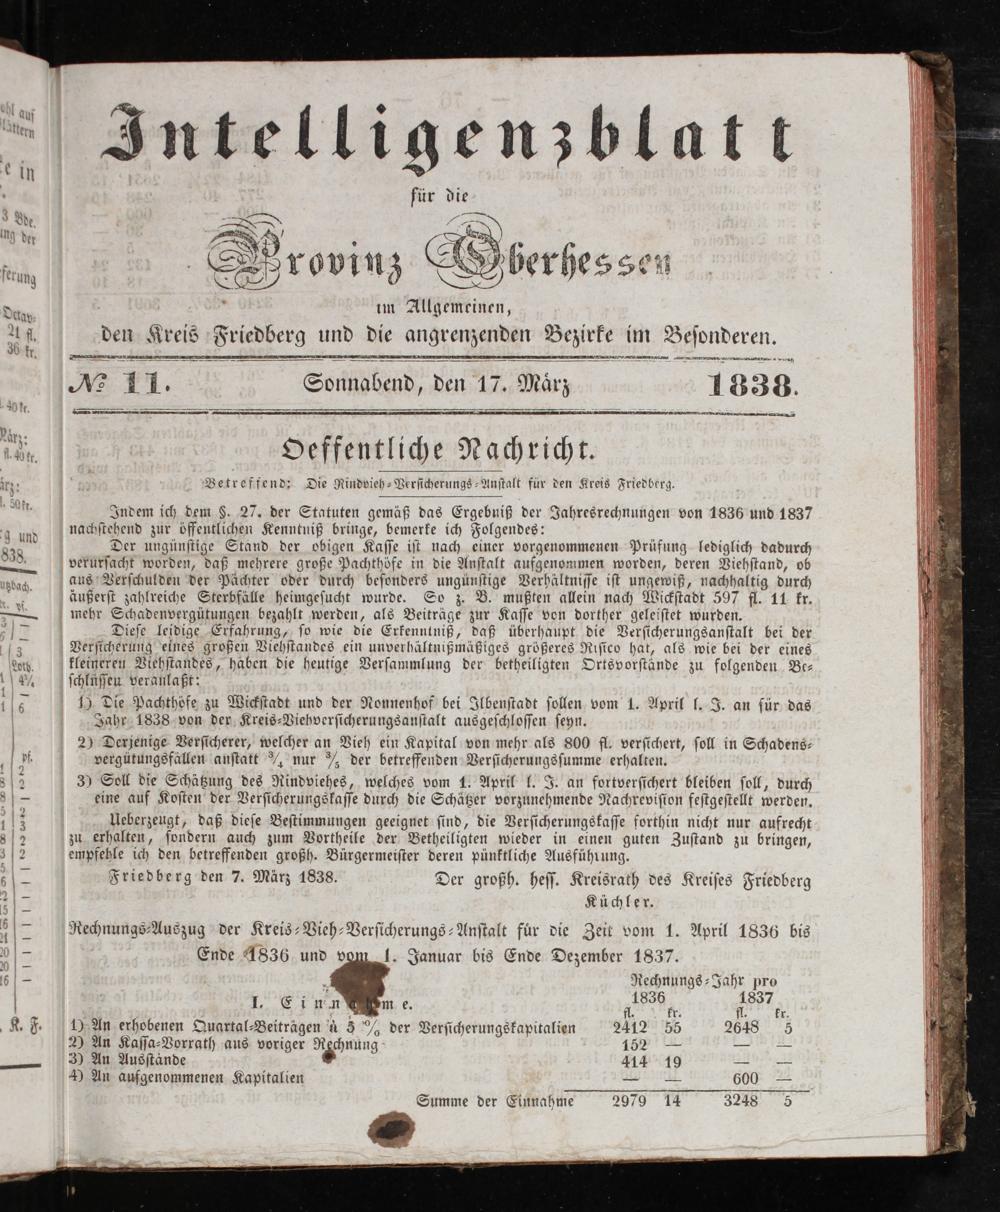 Intelligenzblatt
für die
Provinz Oberhessen
im Allgemeinen,
den Kreis Friedberg und die angrenzenden Bezirke im Besonderen.
№ 11. Sonnabend, den 17. März 1838.
Oeffentliche Nachricht.
Betreffend: Die Rindvieh-Versicherungs-Anstalt für den Kreis Friedberg.
Indem ich dem §. 27. der Statuten gemäß das Ergebniß der Jahresrechnungen von 1836 und 1837
nachstehend zur öffentlichen Kenntniß bringe, bemerke ich Folgendes:
Der ungünstige Stand der obigen Kasse ist nach einer vorgenommenen Prüfung lediglich dadurch
verursacht worden, daß mehrere große Pachthöfe in die Anstalt aufgenommen worden, deren Viehstand, ob
aus Verschulden der Pächter oder durch besonders ungünstige Verhältnisse ist ungewiß, nachhaltig durch
äußerst zahlreiche Sterbfälle heimgesucht wurde. So z. B. mußten allein nach Wickstadt 597 fl. 11 kr.
mehr Schadenvergütungen bezahlt werden, als Beiträge zur Kasse von dorther geleistet wurden.
Diese leidige Erfahrung, so wie die Erkenntniß, daß überhaupt die Versicherungsanstalt bei der
Versicherung eines großen Viehstandes ein unverhältnißmäßiges größeres Risico hat, als wie bei der eines
kleineren Viehstandes, haben die heutige Versammlung der betheiligten Ortsvorstände zu folgenden Be-
schlüssen veranlaßt:
1) Die Pachthöfe zu Wickstadt und der Nonnenhof bei Ilbenstadt sollen vom 1. April l. J. an für das
Jahr 1838 von der Kreis-Viehversicherungsanstalt ausgeschlossen seyn.
2) Derjenige Versicherer, welcher an Vieh ein Kapital von mehr als 800 fl. versichert, soll in Schadens-
vergütungsfällen anstatt ¾ nur ⅗ der betreffenden Versicherungssumme erhalten.
3) Soll die Schätzung des Rindviehes, welches vom 1. April l. J. an fortversichert bleiben soll, durch
eine auf Kosten der Versicherungskasse durch die Schätzer vorzunehmende Nachrevision festgestellt werden.
Ueberzeugt, daß diese Bestimmungen geeignet sind, die Versicherungskasse forthin nicht nur aufrecht
zu erhalten, sondern auch zum Vortheile der Betheiligten wieder in einen guten Zustand zu bringen,
empfehle ich den betreffenden großh. Bürgermeister deren pünktliche Ausführung.
Friedberg den 7. März 1838. Der großh. hess. Kreisrath des Kreises Friedberg
Küchler.
Rechnungs-Auszug der Kreis-Vieh-Versicherungs-Anstalt für die Zeit vom 1. April 1836 bis
Ende 1836 und vom 1. Januar bis Ende Dezember 1837.
Rechnungs-Jahr pro
1836 1837
I. Einnahme. fl. kr. fl. kr.
1) An erhobenen Quartal-Beiträgen à 5 % der Versicherungskapitalien 2412 55 2648 5
2) An Kassa-Vorrath aus voriger Rechnung 152 — — —
3) An Ausstände 414 19 — —
4) An aufgenommenen Kapitalien — — 600 —
Summe der Einnahme 2979 14 3248 5